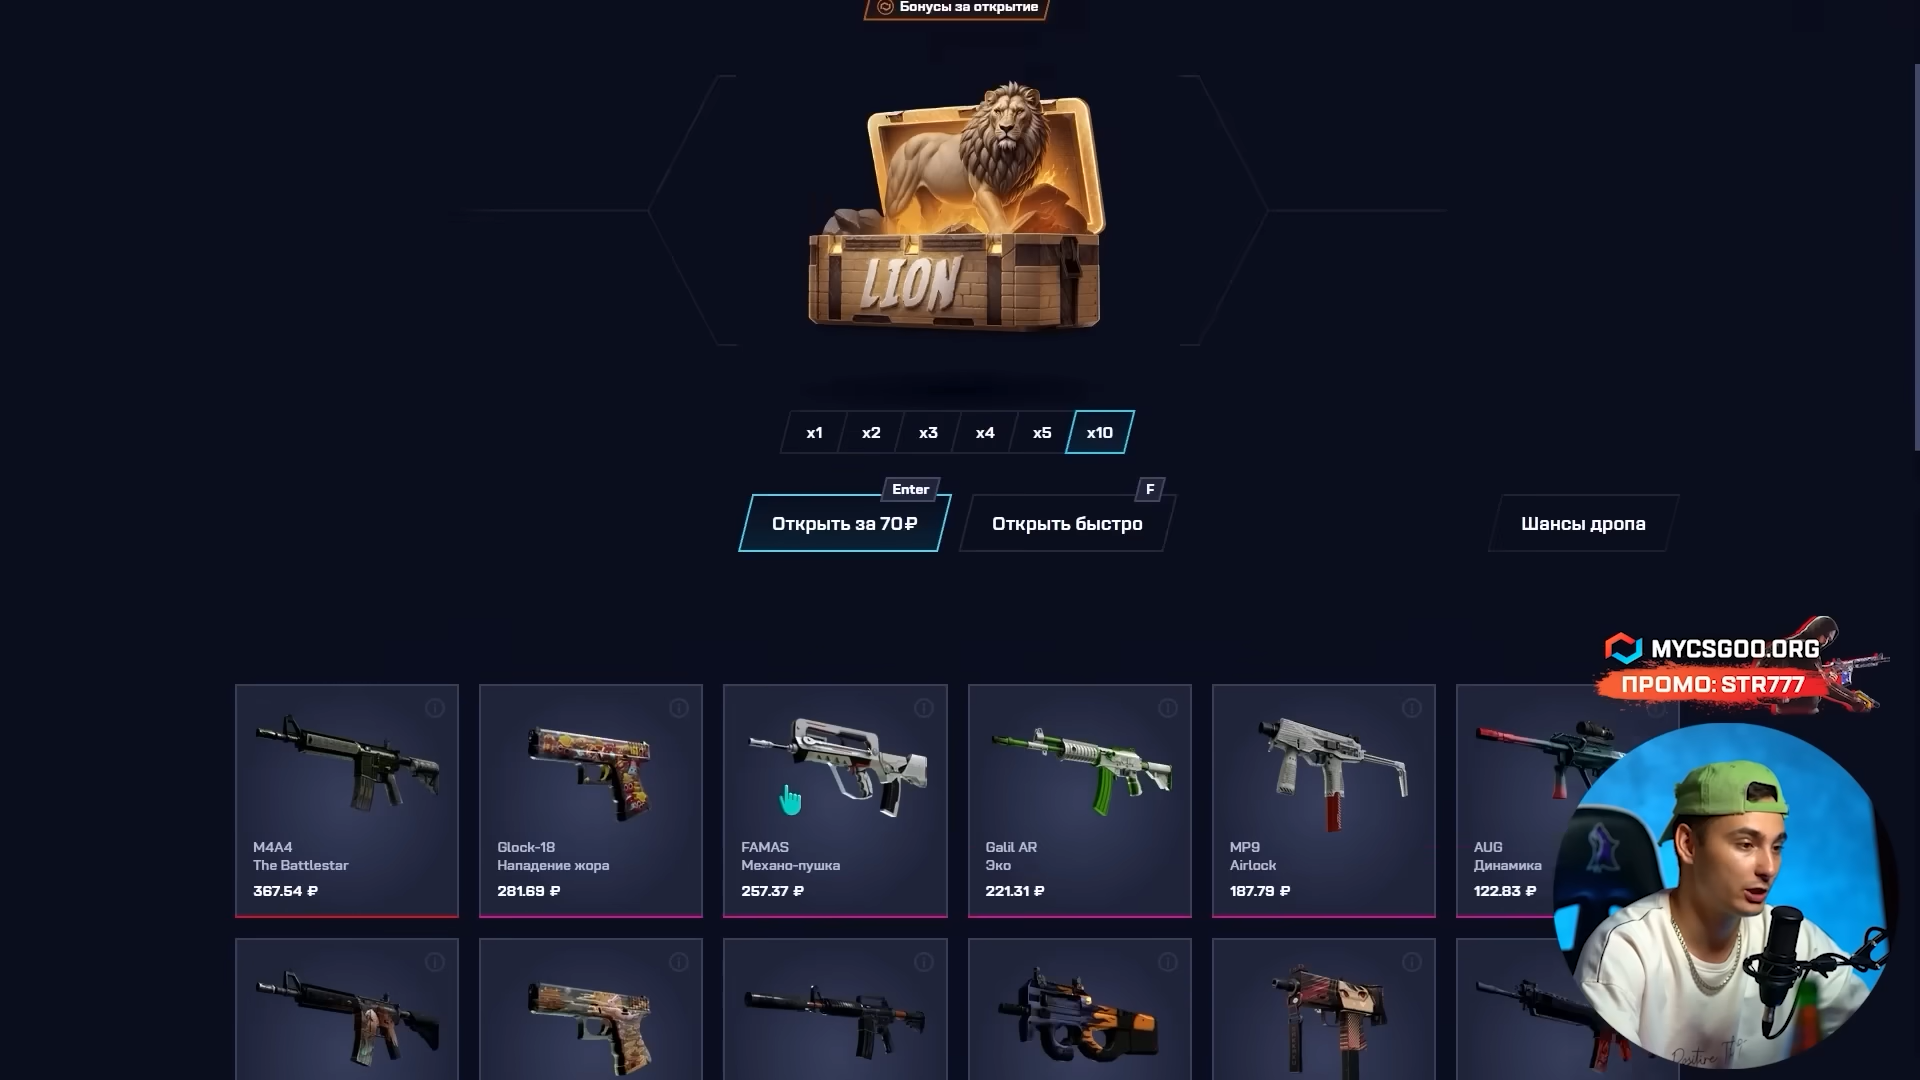 Бонусы за открытие
LION
x1 x2 x3 x4 x5 x10
Enter F
Открыть за 70 ₽ Открыть быстро Шансы дропа
MYCSGOO.ORG
ПРОМО: STR777
M4A4
The Battlestar
367.54 ₽
Glock-18
Нападение жора
281.69 ₽
FAMAS
Механо-пушка
257.37 ₽
Galil AR
Эко
221.31 ₽
MP9
Airlock
187.79 ₽
AUG
Динамика
122.83 ₽